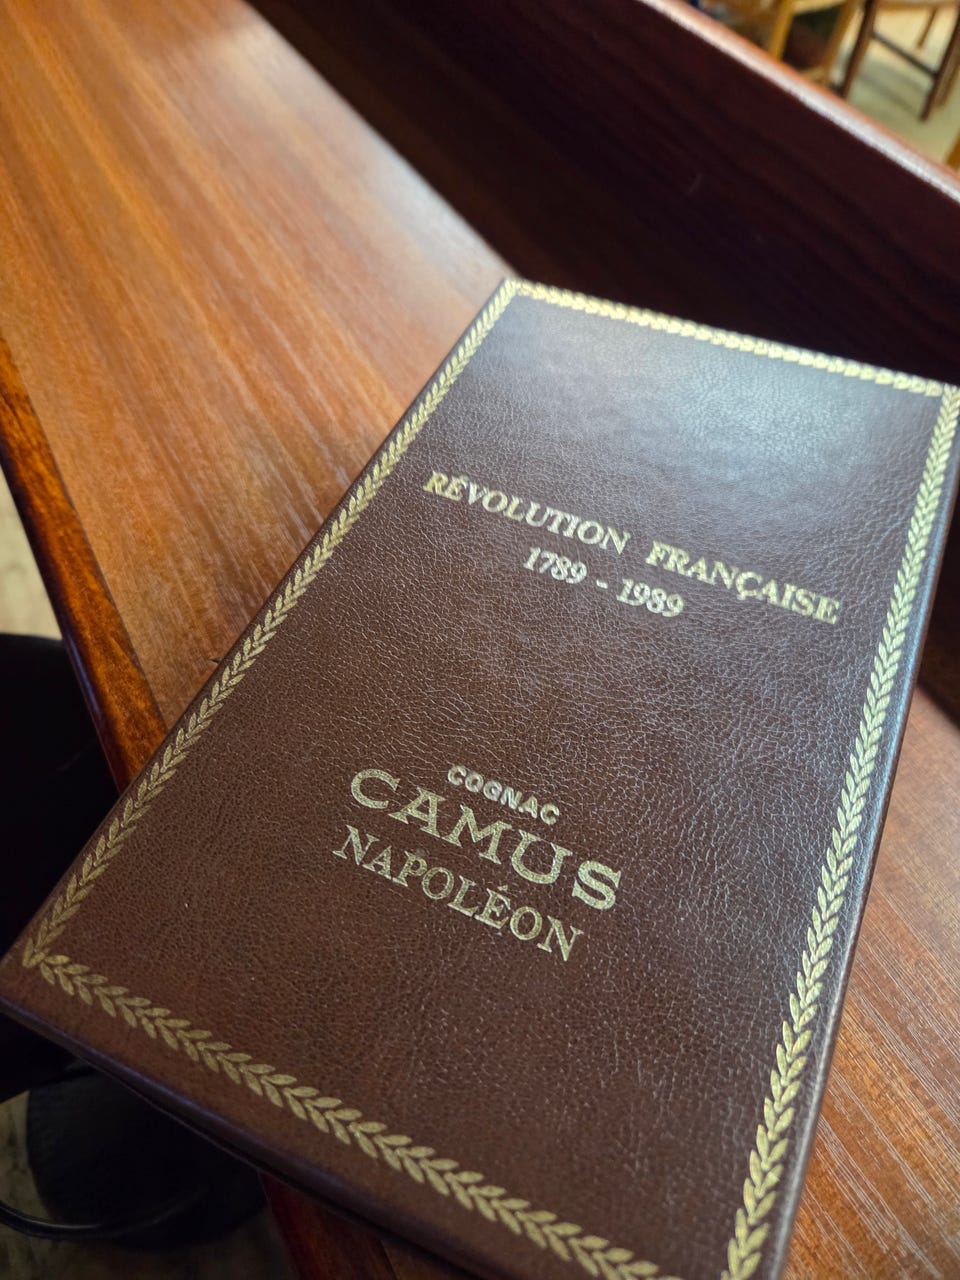 RÉVOLUTION FRANÇAISE
1789 - 1989
COGNAC
CAMUS
NAPOLÉON